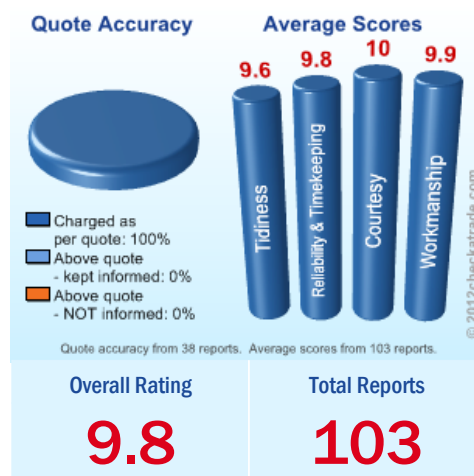 Quote Accuracy
Charged as
per quote: 100%
Above quote
- kept informed: 0%
Above quote
- NOT informed: 0%
Average Scores
9.6
9.8
10
9.9
Tidiness
Reliability & Timekeeping
Courtesy
Workmanship
© 2012checkatrade.com
Quote accuracy from 38 reports. Average scores from 103 reports.
Overall Rating
9.8
Total Reports
103